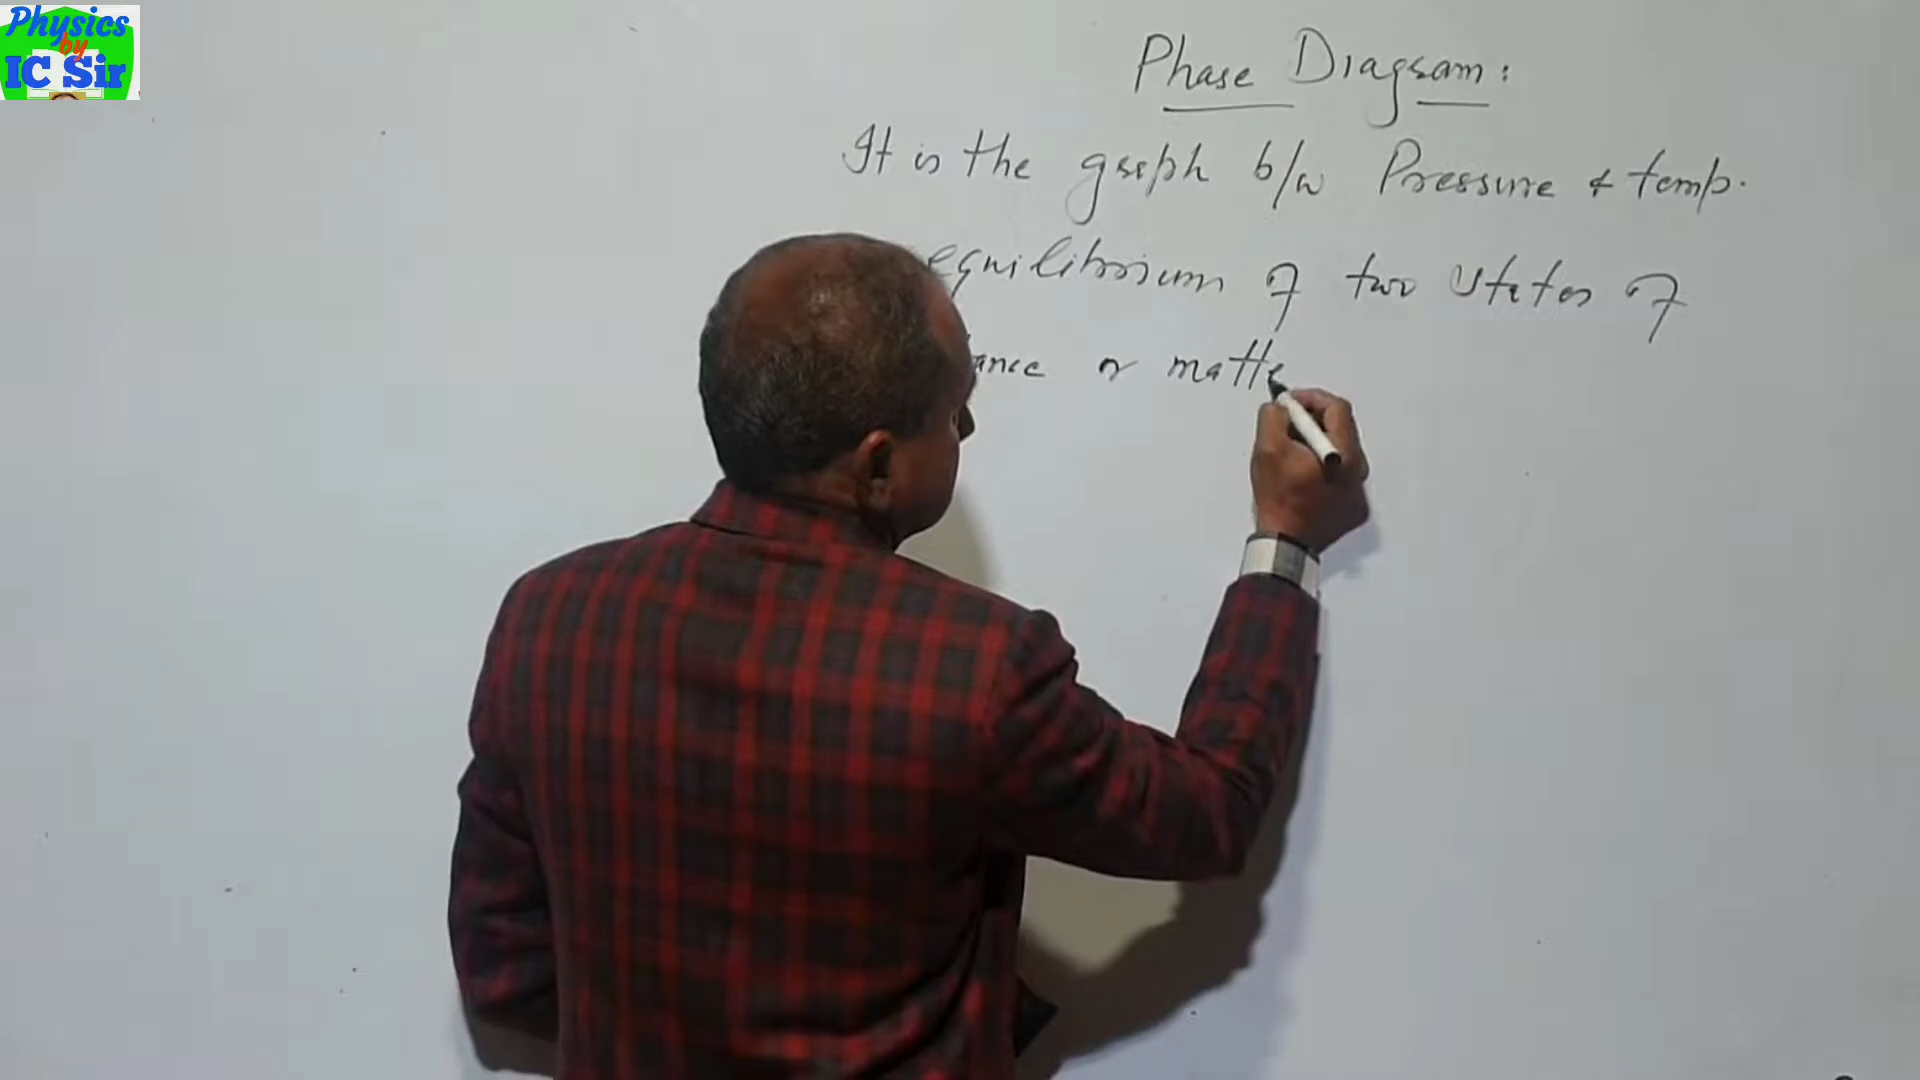 Physics
by
IC Sir
Phase Diagram:
It is the graph b/w Pressure & temp.
equilibrium of two states of
ance or matte